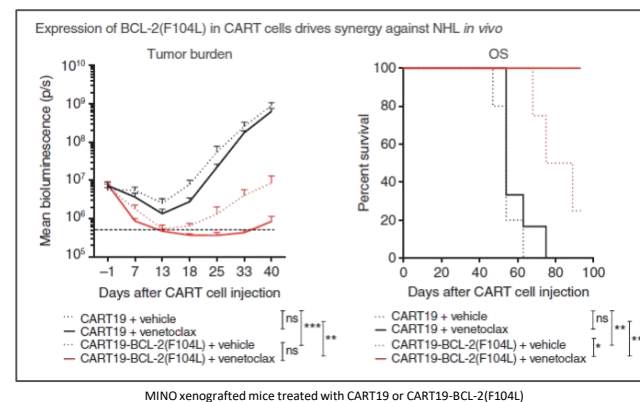 Expression of BCL-2(F104L) in CART cells drives synergy against NHL in vivo
Tumor burden
OS
Mean bioluminescence (p/s)
10¹⁰
10⁹
10⁸
10⁷
10⁶
10⁵
–1 7 13 18 25 33 40
Days after CART cell injection
Percent survival
100
80
60
40
20
0
0 20 40 60 80 100
Days after CART cell injection
CART19 + vehicle
CART19 + venetoclax
CART19-BCL-2(F104L) + vehicle
CART19-BCL-2(F104L) + venetoclax
ns
ns
***
**
CART19 + vehicle
CART19 + venetoclax
CART19-BCL-2(F104L) + vehicle
CART19-BCL-2(F104L) + venetoclax
ns
*
**
MINO xenografted mice treated with CART19 or CART19-BCL-2(F104L)